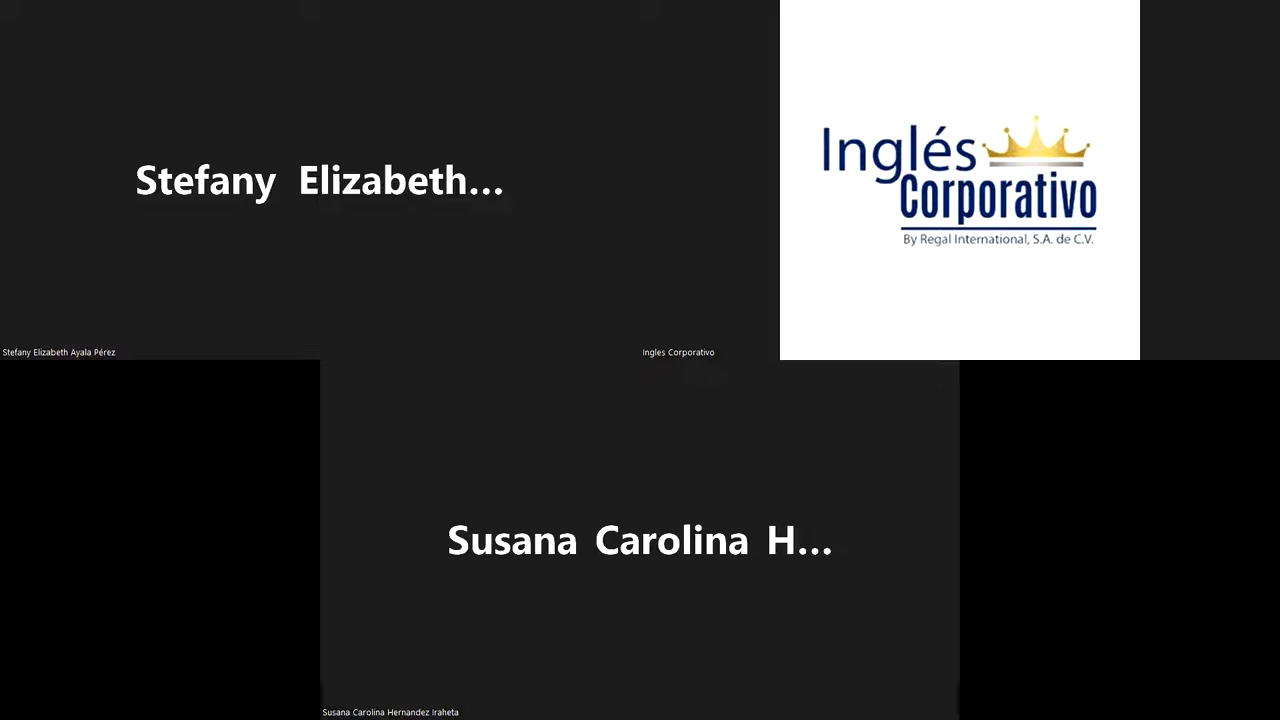 Stefany Elizabeth...
Stefany Elizabeth Ayala Pérez
Inglés
Corporativo
By Regal International, S.A. de C.V.
Ingles Corporativo
Susana Carolina H...
Susana Carolina Hernandez Iraheta